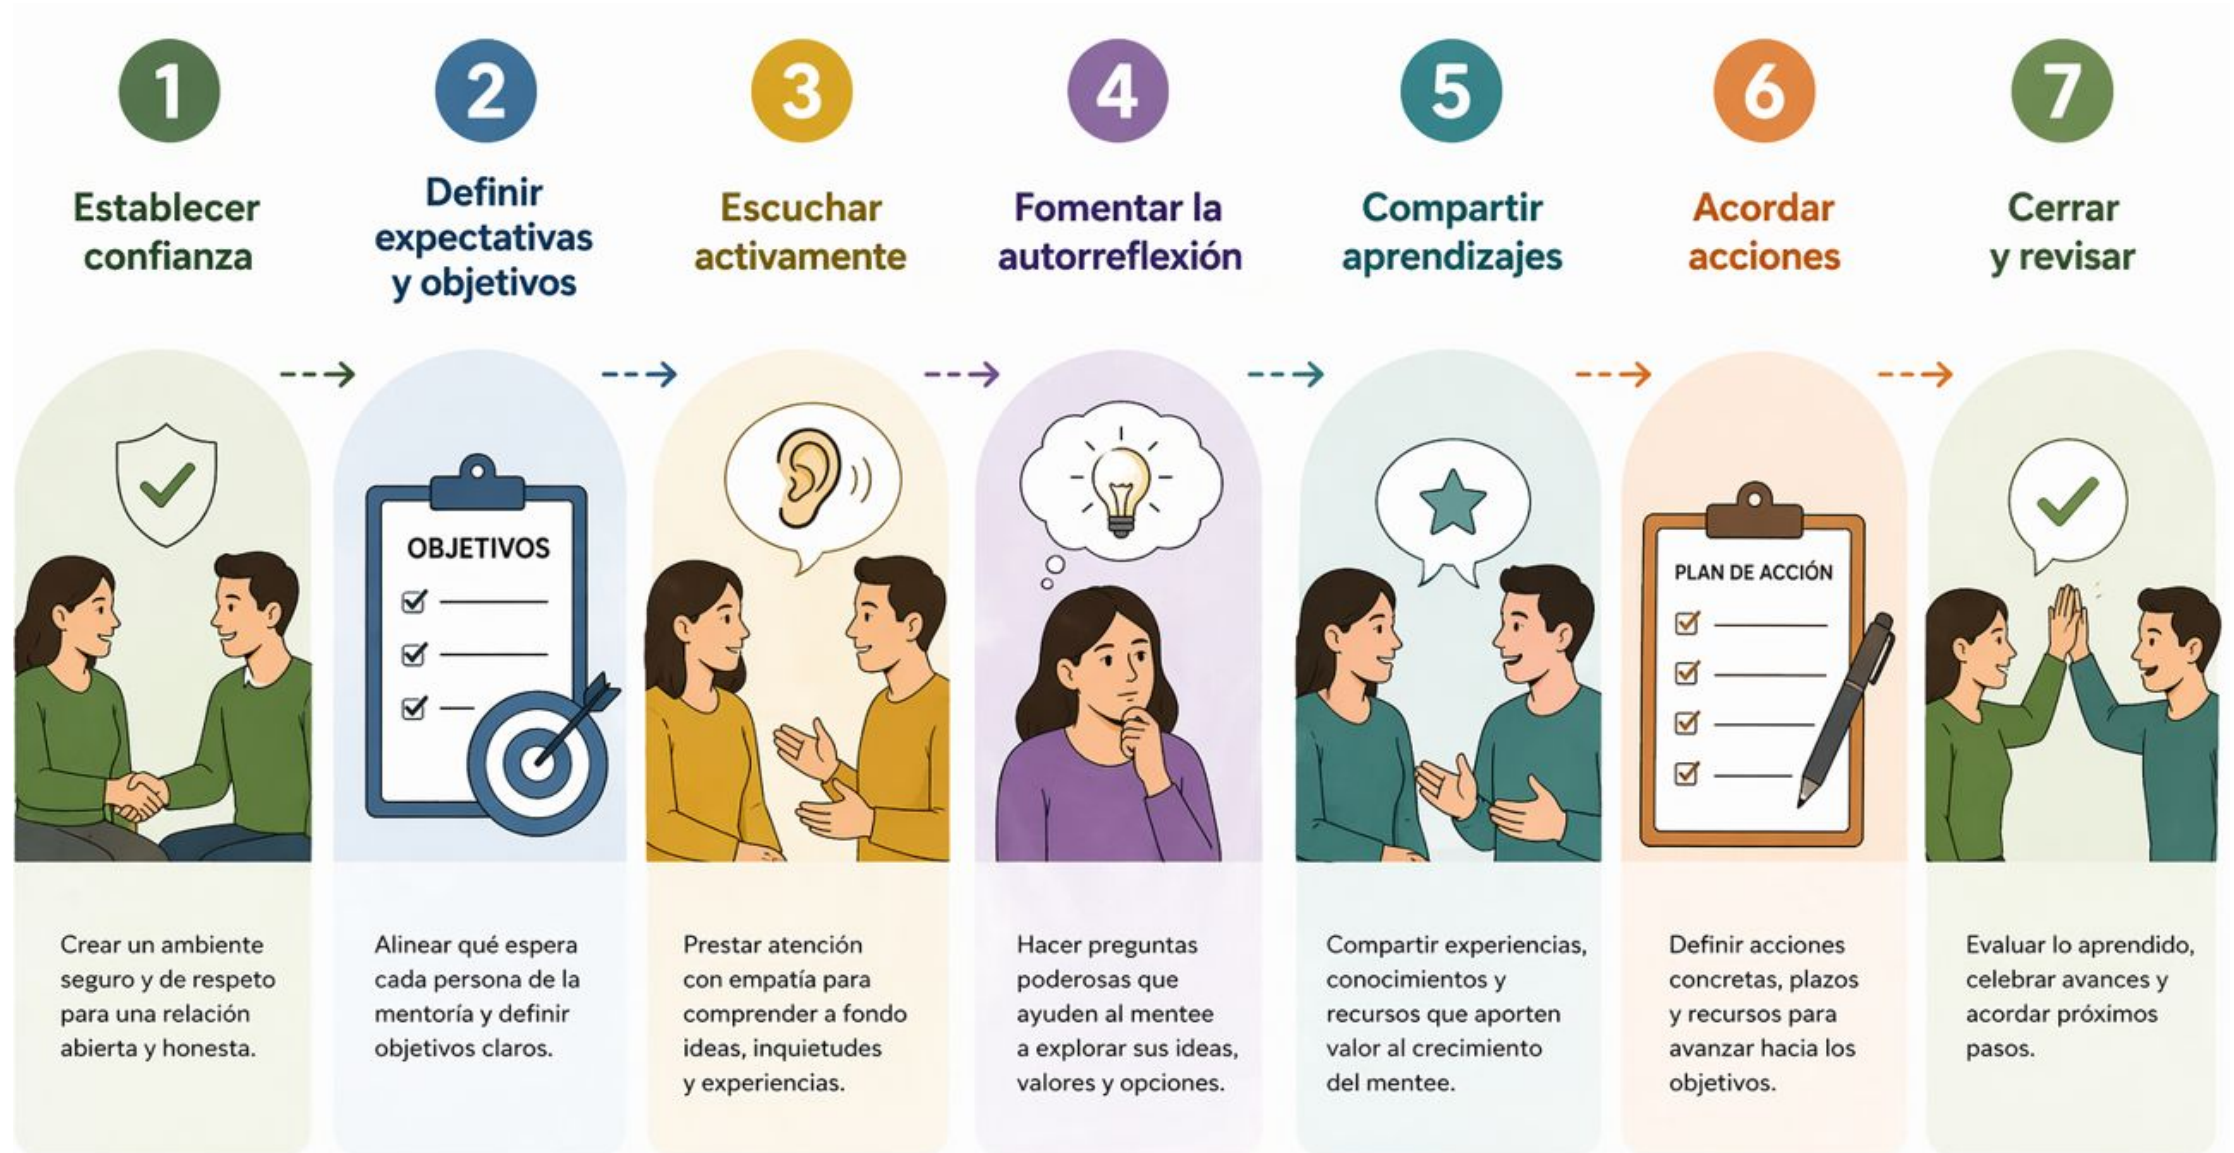 1
Establecer
confianza
2
Definir
expectativas
y objetivos
3
Escuchar
activamente
4
Fomentar la
autorreflexión
5
Compartir
aprendizajes
6
Acordar
acciones
7
Cerrar
y revisar
OBJETIVOS
PLAN DE ACCIÓN
Crear un ambiente
seguro y de respeto
para una relación
abierta y honesta.
Alinear qué espera
cada persona de la
mentoría y definir
objetivos claros.
Prestar atención
con empatía para
comprender a fondo
ideas, inquietudes
y experiencias.
Hacer preguntas
poderosas que
ayuden al mentee
a explorar sus ideas,
valores y opciones.
Compartir experiencias,
conocimientos y
recursos que aporten
valor al crecimiento
del mentee.
Definir acciones
concretas, plazos
y recursos para
avanzar hacia los
objetivos.
Evaluar lo aprendido,
celebrar avances y
acordar próximos
pasos.